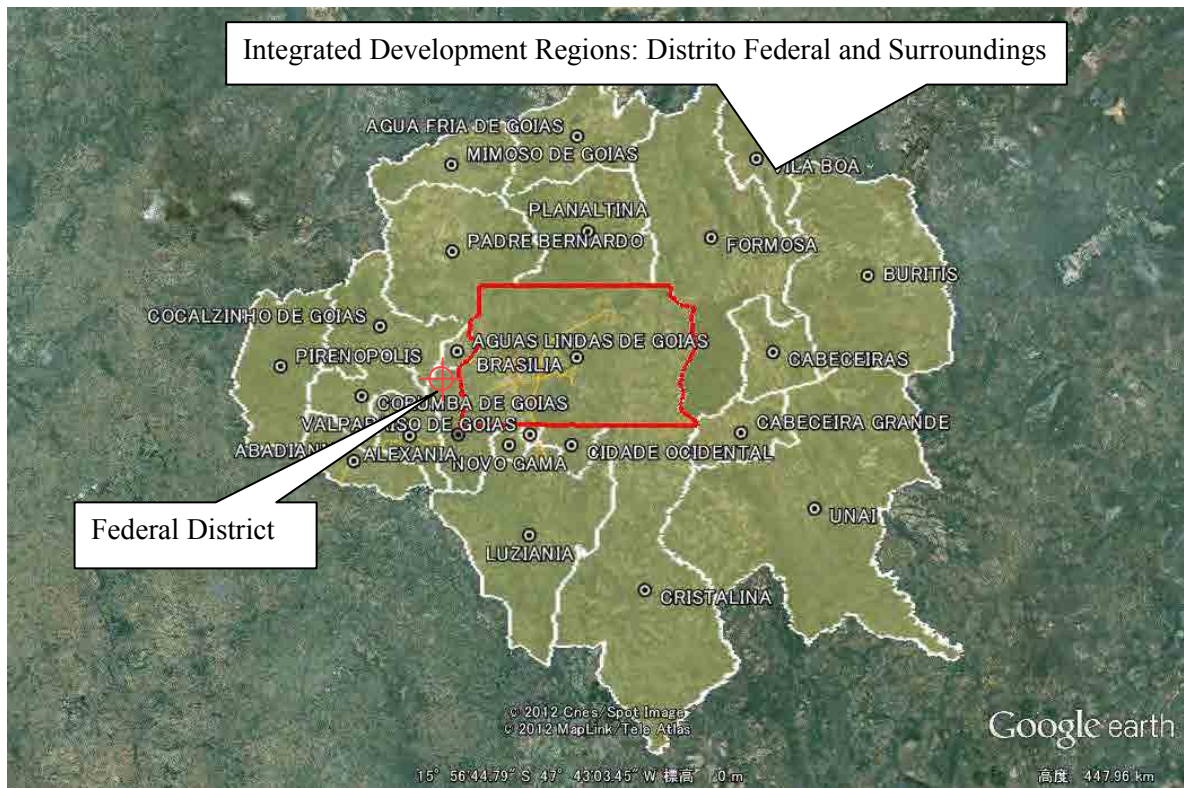 Integrated Development Regions: Distrito Federal and Surroundings
AGUA FRIA DE GOIAS
MIMOSO DE GOIAS
VILA BOA
PLANALTINA
PADRE BERNARDO
FORMOSA
BURITIS
COCALZINHO DE GOIAS
AGUAS LINDAS DE GOIAS
PIRENOPOLIS
BRASILIA
CABECEIRAS
CORUMBA DE GOIAS
VALPARAISO DE GOIAS
CABECEIRA GRANDE
ABADIANIA
ALEXANIA
NOVO GAMA
CIDADE OCIDENTAL
Federal District
UNAI
LUZIANIA
CRISTALINA
© 2012 Cnes/Spot Image
© 2012 MapLink/Tele Atlas
Google earth
15° 56'44.79" S 47° 43'03.45" W 標高 0 m
高度 447.96 km